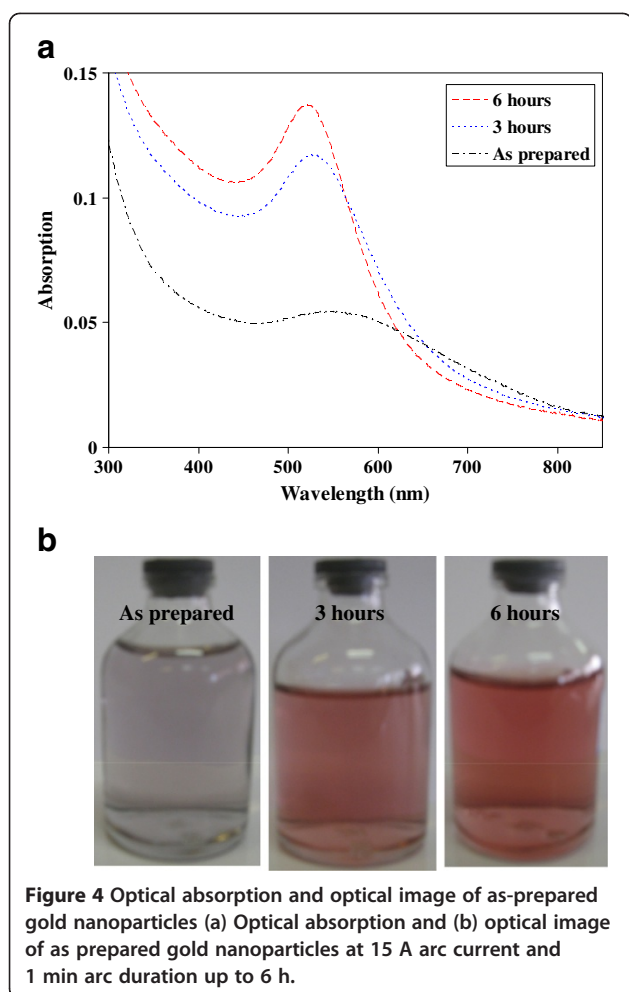 a
0.15
0.1
0.05
0
Absorption
6 hours
3 hours
As prepared
300 400 500 600 700 800
Wavelength (nm)
b
As prepared 3 hours 6 hours
Figure 4 Optical absorption and optical image of as-prepared
gold nanoparticles (a) Optical absorption and (b) optical image
of as prepared gold nanoparticles at 15 A arc current and
1 min arc duration up to 6 h.